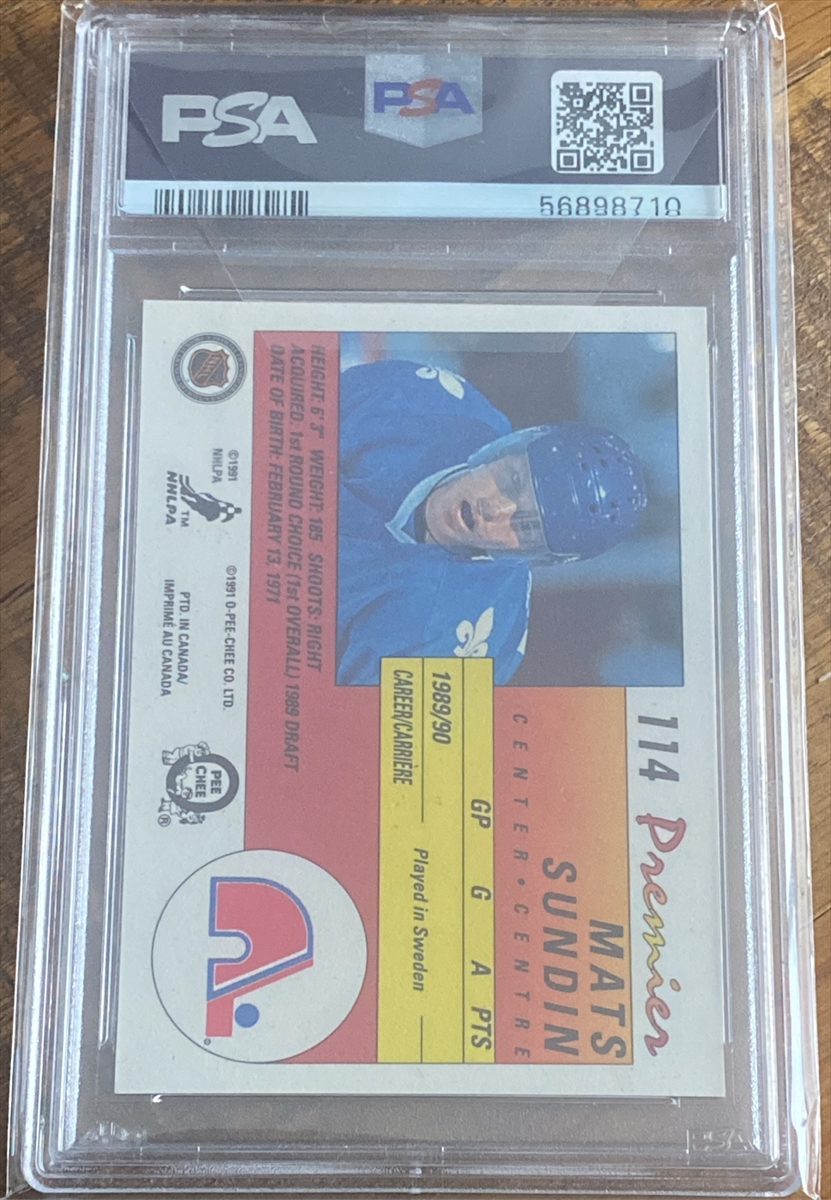 PSA
PSA
56898710
114 Premier
MATS
SUNDIN
CENTER • CENTRE
GP G A PTS
1989/90 Played in Sweden
CAREER/CARRIÈRE
HEIGHT: 6' 3" WEIGHT: 185 SHOOTS: RIGHT
ACQUIRED: 1st ROUND CHOICE (1st OVERALL) 1989 DRAFT
DATE OF BIRTH: FEBRUARY 13, 1971
NHL
©1991
NHLPA
™
NHLPA
©1991 O-PEE-CHEE CO. LTD.
PTD. IN CANADA/
IMPRIMÉ AU CANADA
O
PEE
CHEE
®
®